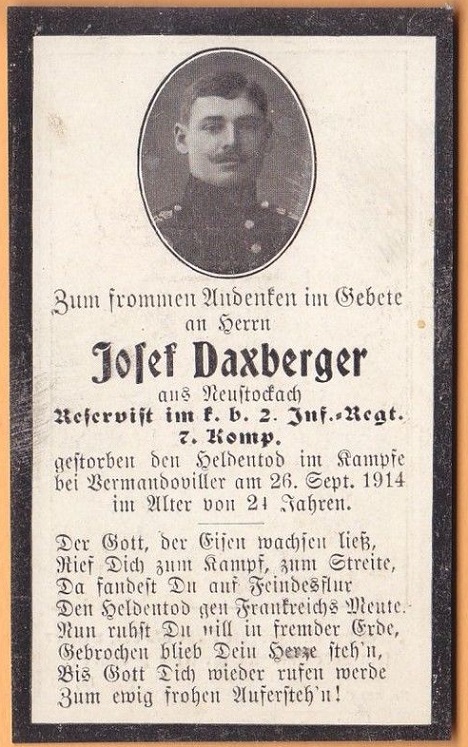 Zum frommen Andenken im Gebete
an Herrn
Josef Daxberger
aus Neustockach
Reservist im k. b. 2. Inf.-Regt.
7. Komp.
gestorben den Heldentod im Kampfe
bei Vermandoviller am 26. Sept. 1914
im Alter von Jahren.
Der Gott, der Eisen wachsen ließ,
Rief Dich zum Kampf, zum Streite,
Da fandest Du auf Feindesflur
Den Heldentod gen Frankreichs Meute.
Nun ruhst Du still in fremder Erde,
Gebrochen blieb Dein Herze steh'n,
Bis Gott Dich wieder rufen werde
Zum ewig frohen Aufersteh'n!